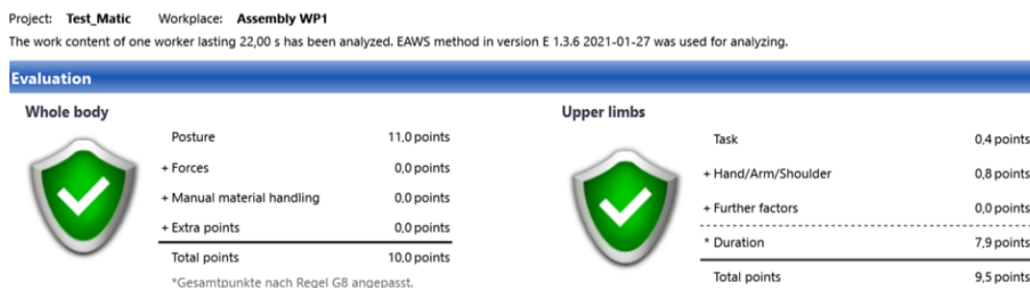 Project: Test_Matic Workplace: Assembly WP1
The work content of one worker lasting 22,00 s has been analyzed. EAWS method in version E 1.3.6 2021-01-27 was used for analyzing.
Evaluation
Whole body
Posture 11,0 points
+ Forces 0,0 points
+ Manual material handling 0,0 points
+ Extra points 0,0 points
Total points 10,0 points
*Gesamtpunkte nach Regel G8 angepasst.
Upper limbs
Task 0,4 points
+ Hand/Arm/Shoulder 0,8 points
+ Further factors 0,0 points
* Duration 7,9 points
Total points 9,5 points